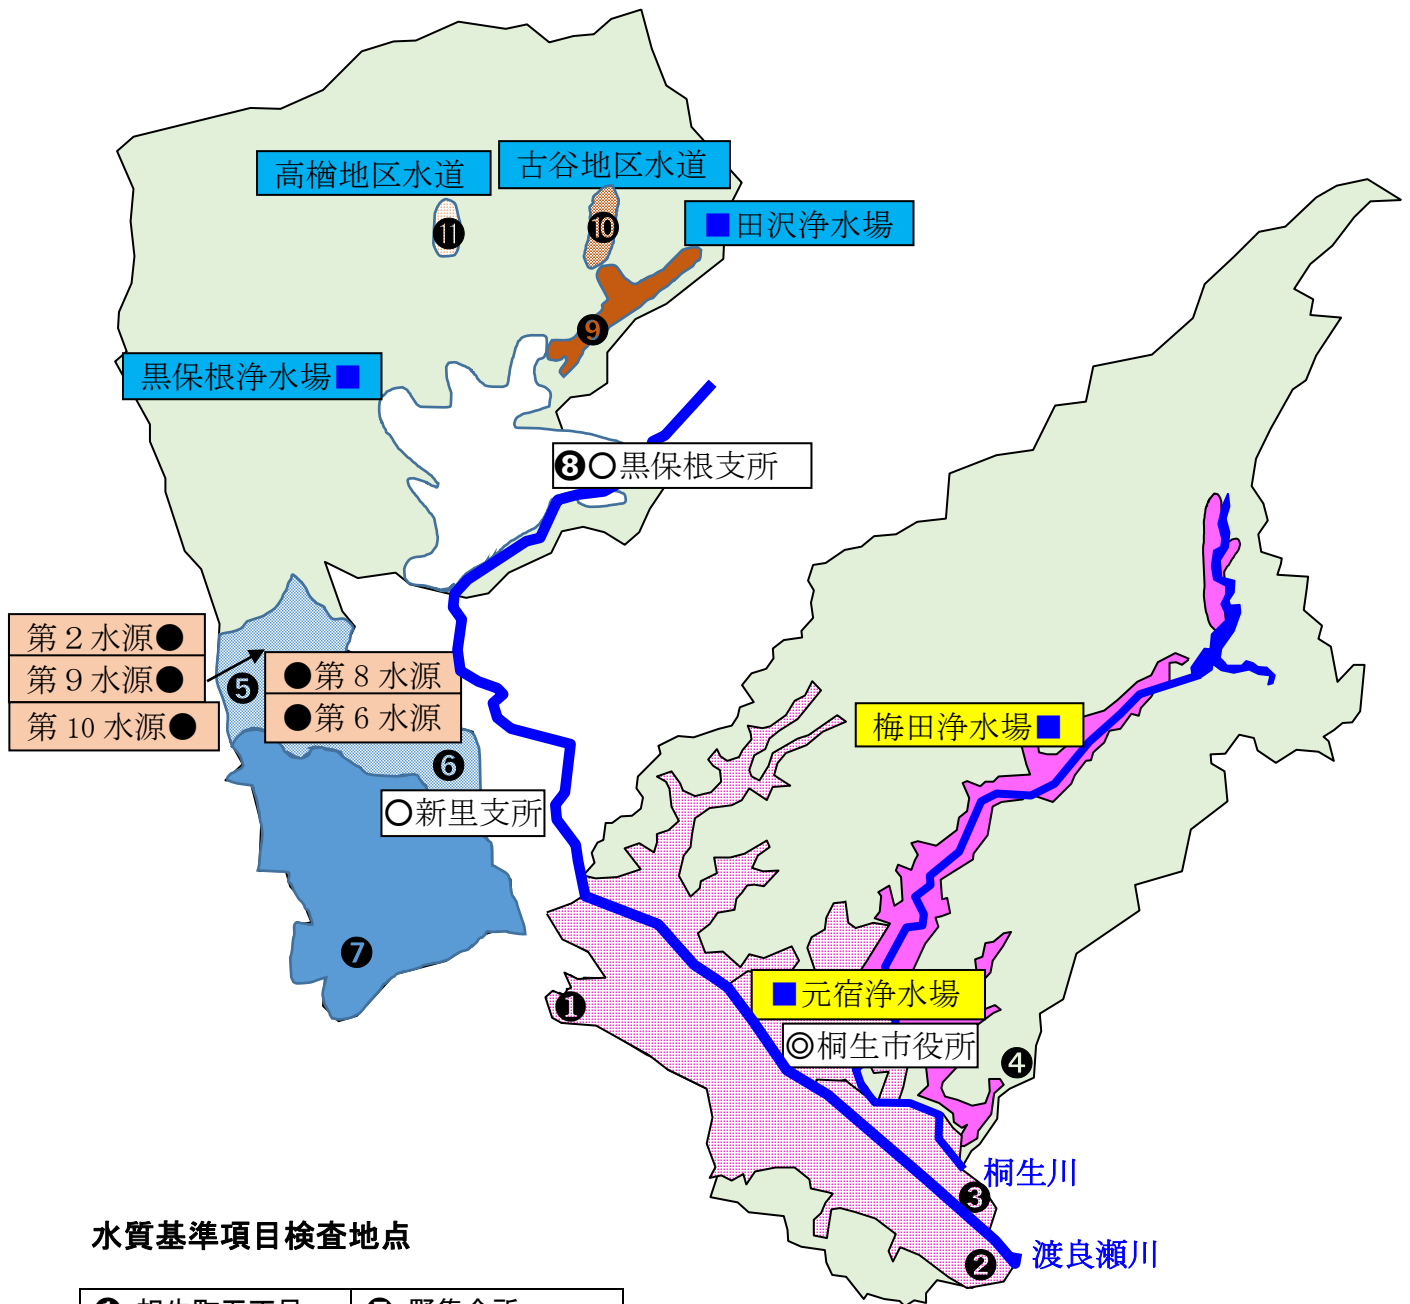 高楢地区水道
古谷地区水道
⓫
❿
■田沢浄水場
❾
黒保根浄水場■
❽○黒保根支所
第2水源●
第9水源●
第10水源●
●第8水源
●第6水源
❺
❻
○新里支所
梅田浄水場■
❼
■元宿浄水場
❶
◎桐生市役所
❹
桐生川
❸
渡良瀬川
❷
水質基準項目検査地点